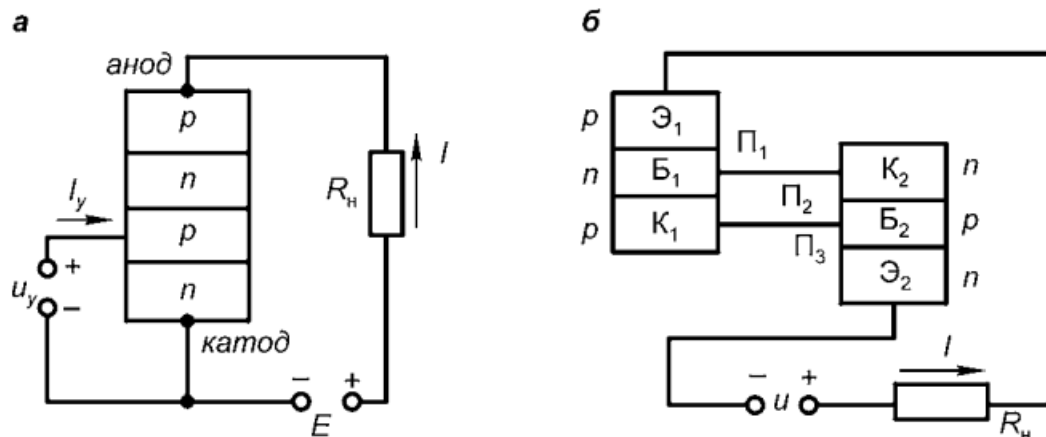 а
анод
p
n
p
n
Iу
+
uу
−
катод
Rн
I
− +
E
б
p Э1
n Б1
p К1
П1
П2
П3
К2 n
Б2 p
Э2 n
I
− u +
Rн